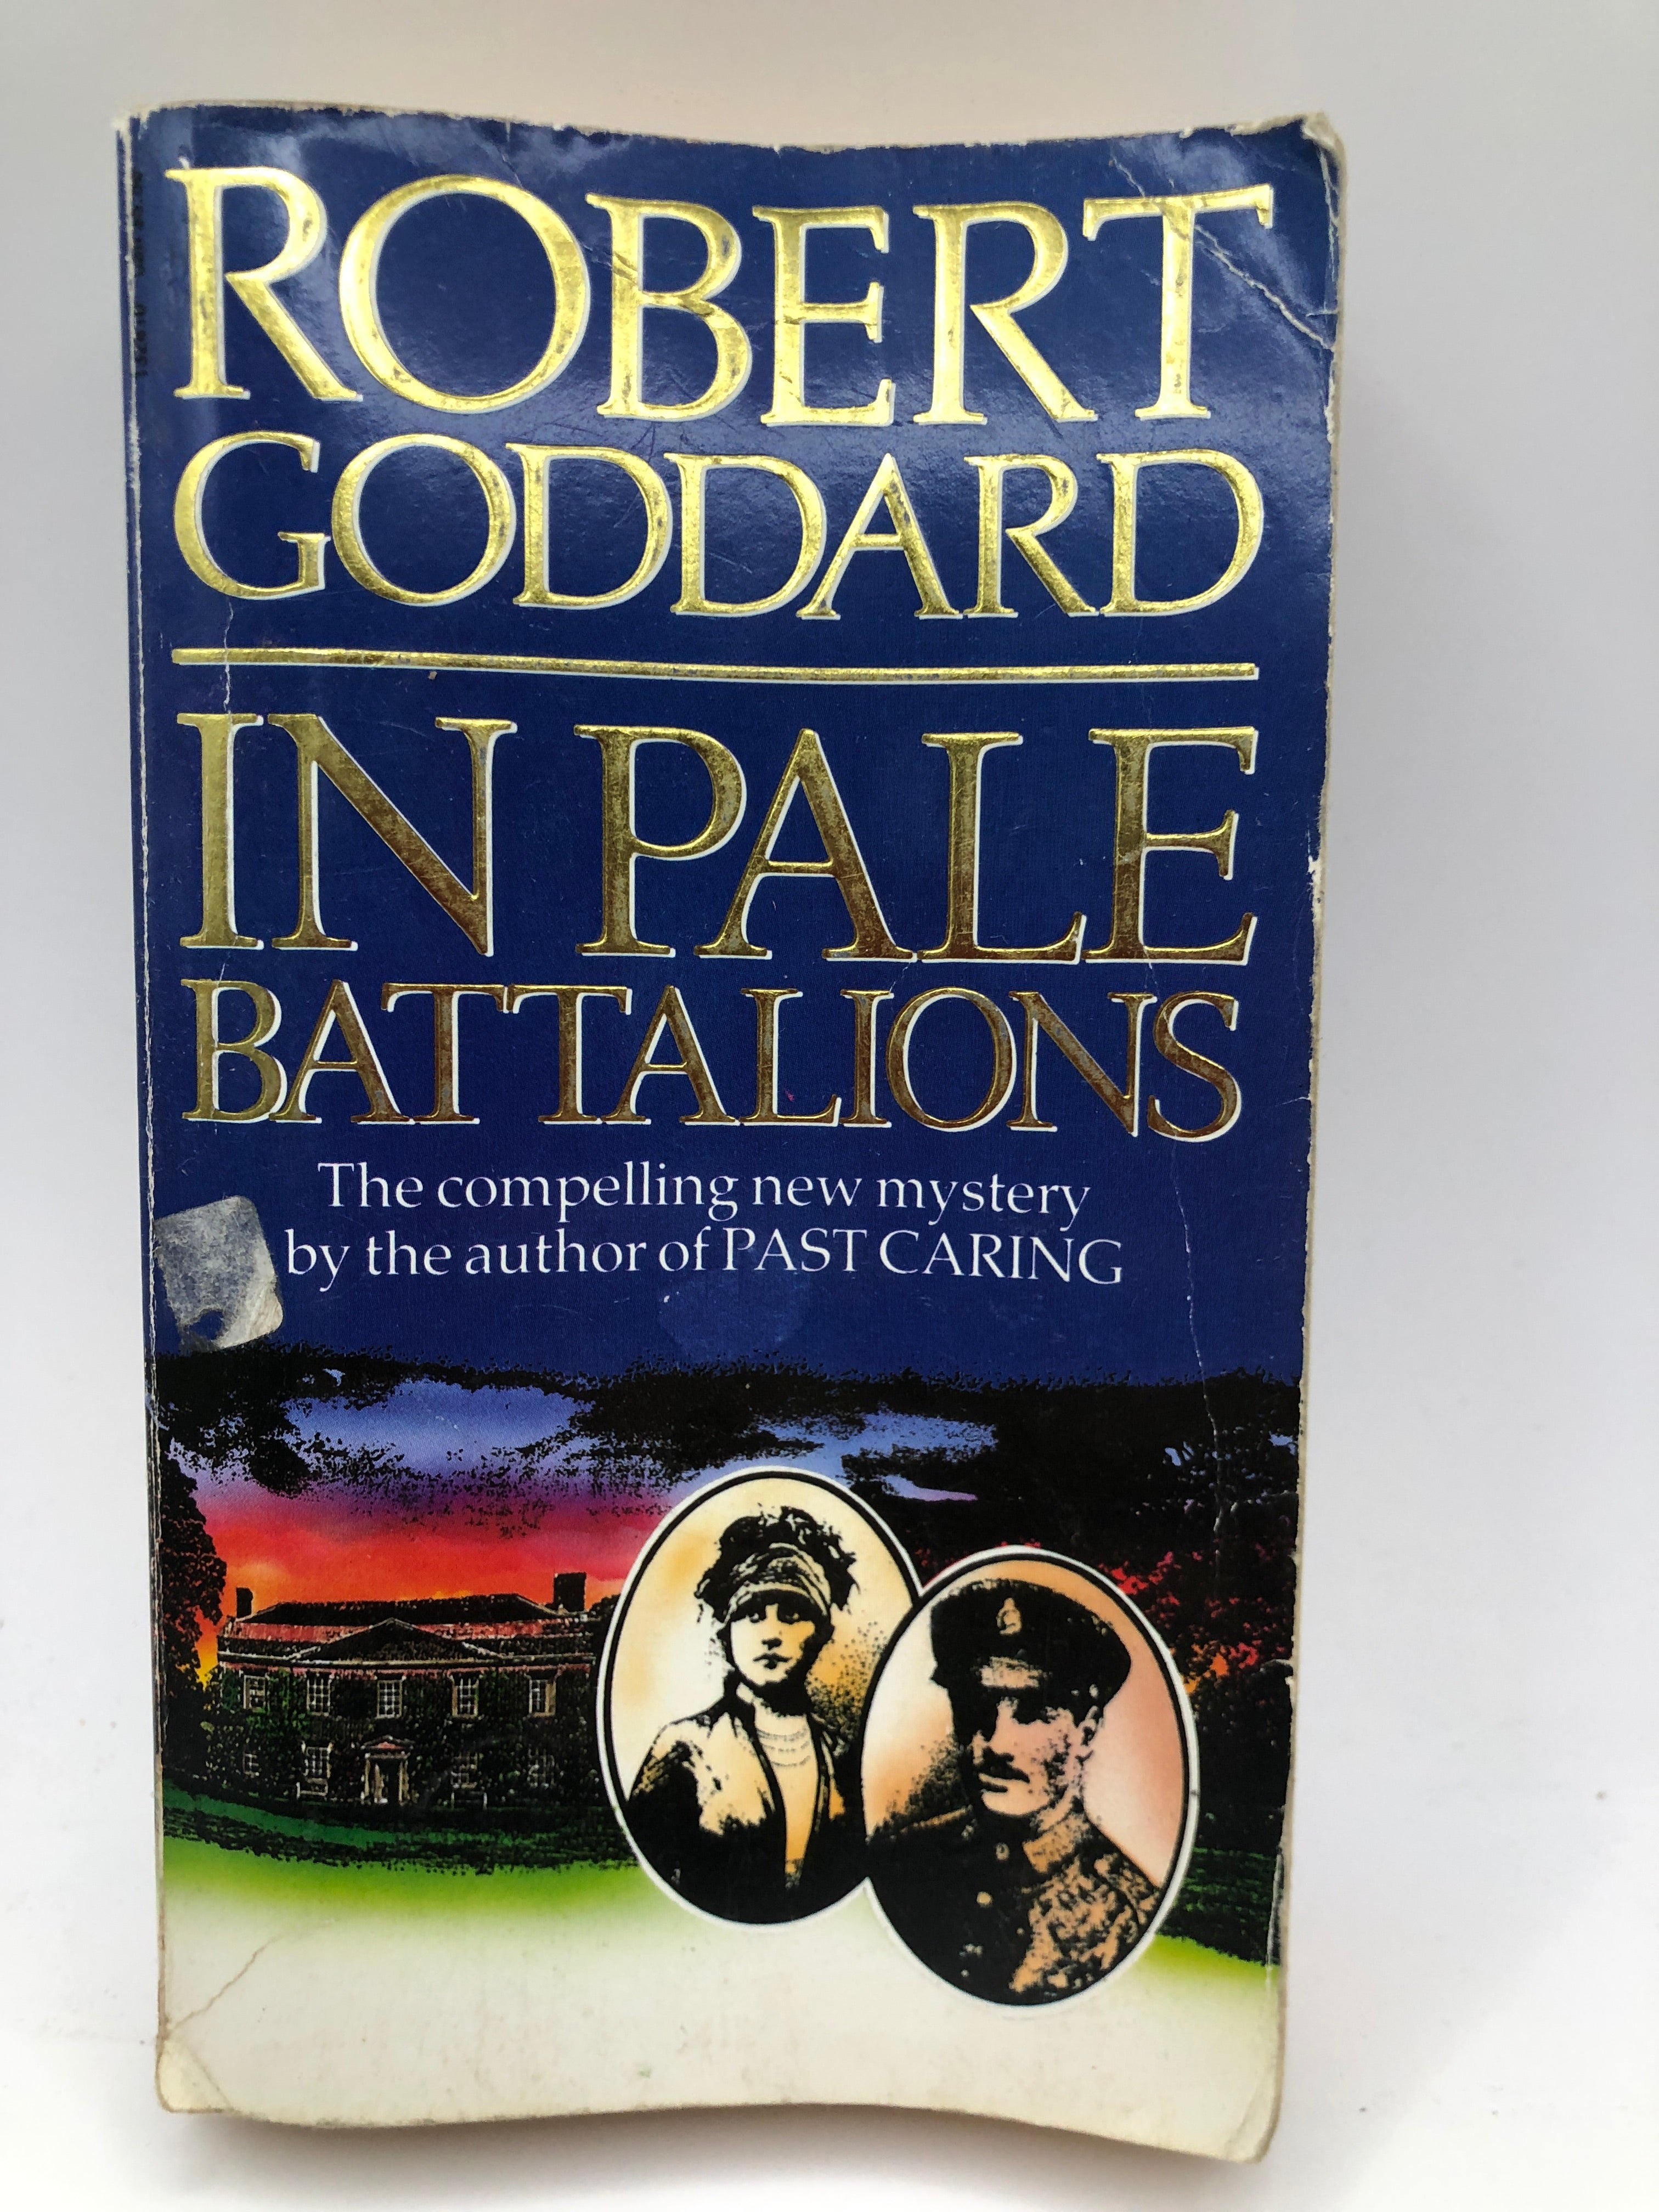 ROBERT
GODDARD
IN PALE
BATTALIONS
The compelling new mystery
by the author of PAST CARING